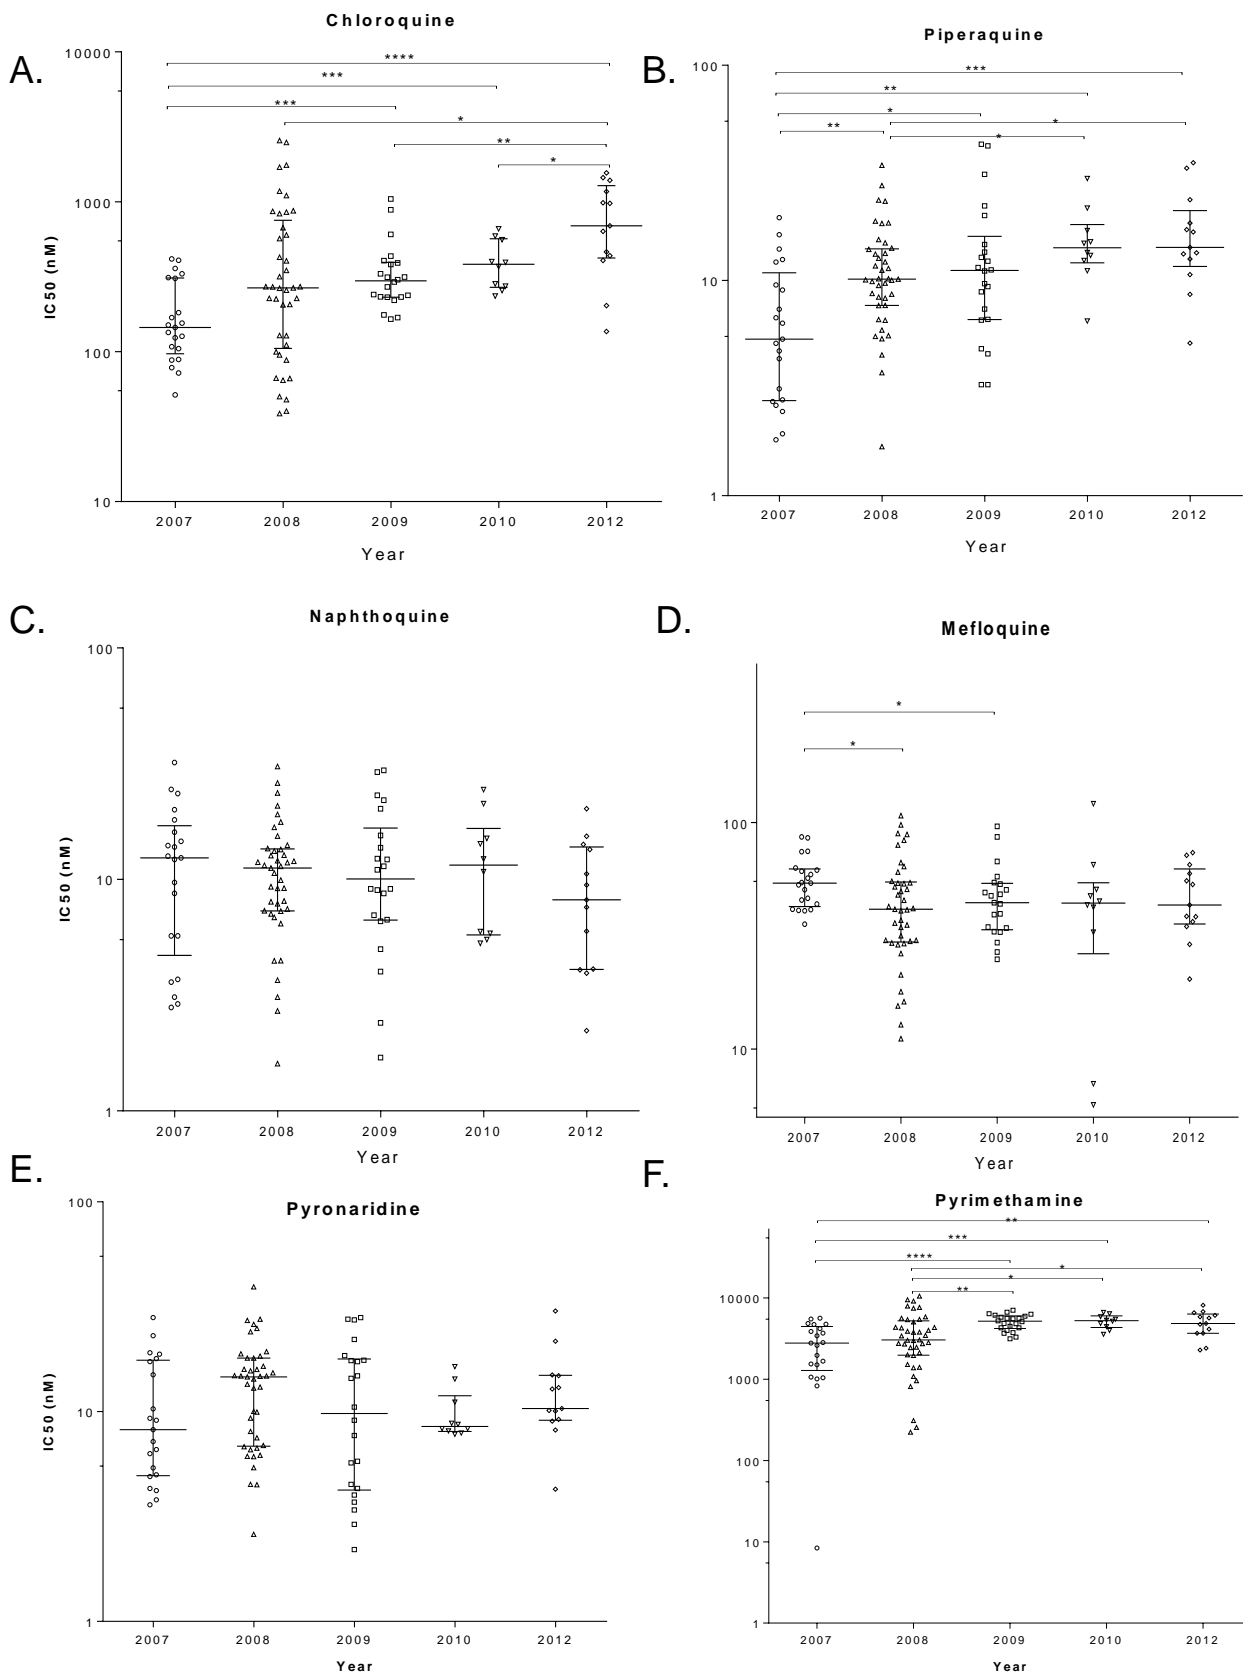 Chloroquine
A.
****
***
***
*
**
*
10000
1000
100
10
IC50 (nM)
2007 2008 2009 2010 2012
Year
Piperaquine
B.
***
**
*
**
*
*
100
10
1
2007 2008 2009 2010 2012
Year
C.
Naphthoquine
100
10
1
IC50 (nM)
2007 2008 2009 2010 2012
Year
D.
Mefloquine
*
*
100
10
2007 2008 2009 2010 2012
Year
E.
Pyronaridine
100
10
1
IC50 (nM)
2007 2008 2009 2010 2012
Year
F.
Pyrimethamine
**
***
****
*
*
**
10000
1000
100
10
1
2007 2008 2009 2010 2012
Year